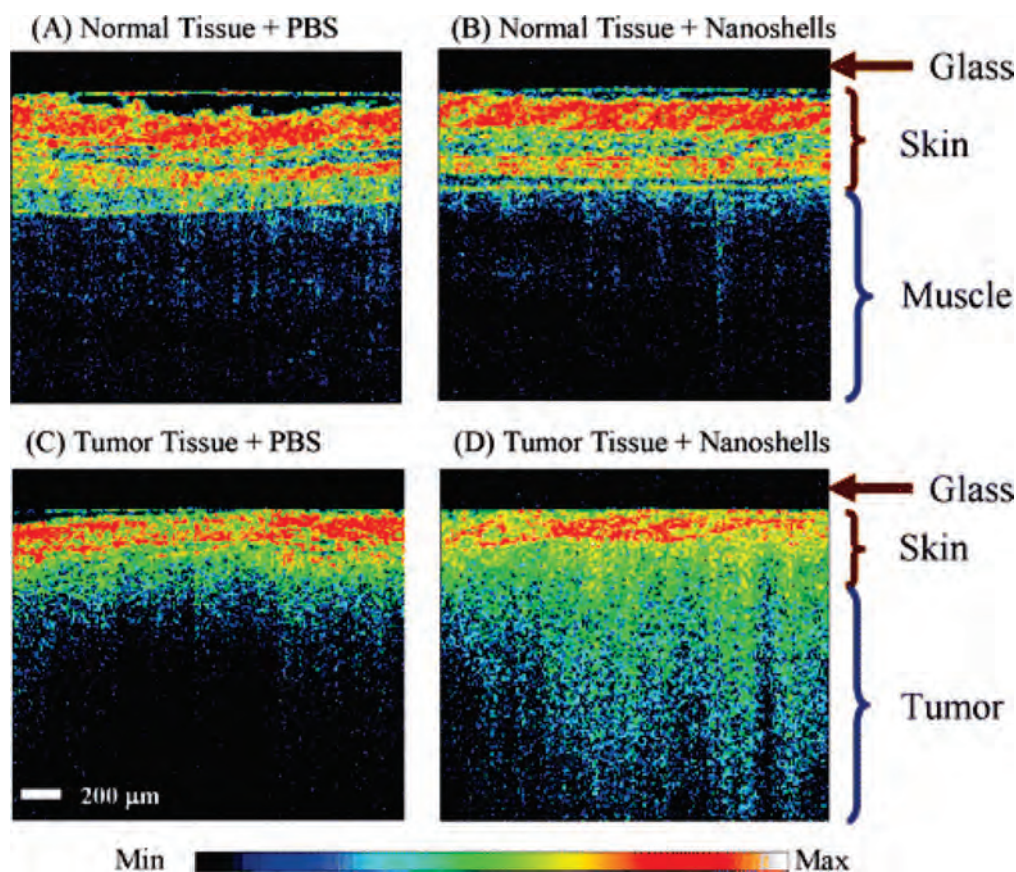 (A) Normal Tissue + PBS
(B) Normal Tissue + Nanoshells
Glass
Skin
Muscle
(C) Tumor Tissue + PBS
(D) Tumor Tissue + Nanoshells
Glass
Skin
Tumor
200 μm
Min
Max